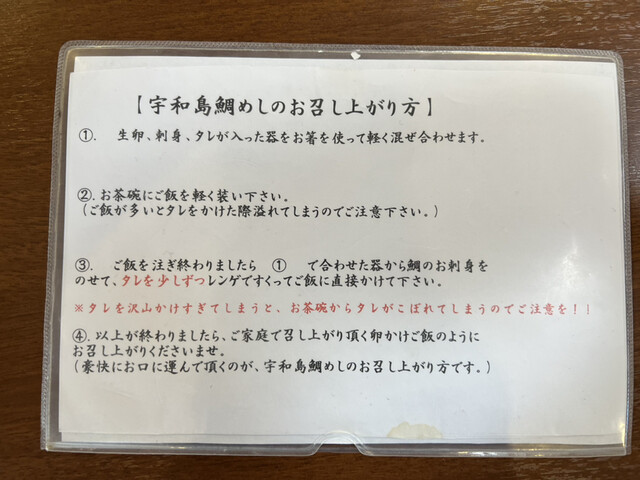 【宇和島鯛めしのお召し上がり方】
①. 生卵、刺身、タレが入った器をお箸を使って軽く混ぜ合わせます。
②. お茶碗にご飯を軽く装い下さい。
(ご飯が多いとタレをかけた際溢れてしまうのでご注意下さい。)
③. ご飯を注ぎ終わりましたら ① で合わせた器から鯛のお刺身を
のせて、タレを少しずつレンゲですくってご飯に直接かけて下さい。
※タレを沢山かけすぎてしまうと、お茶碗からタレがこぼれてしまうのでご注意を!!
④. 以上が終わりましたら、ご家庭で召し上がり頂く卵かけご飯のように
お召し上がりくださいませ。
(豪快にお口に運んで頂くのが、宇和島鯛めしのお召し上がり方です。)